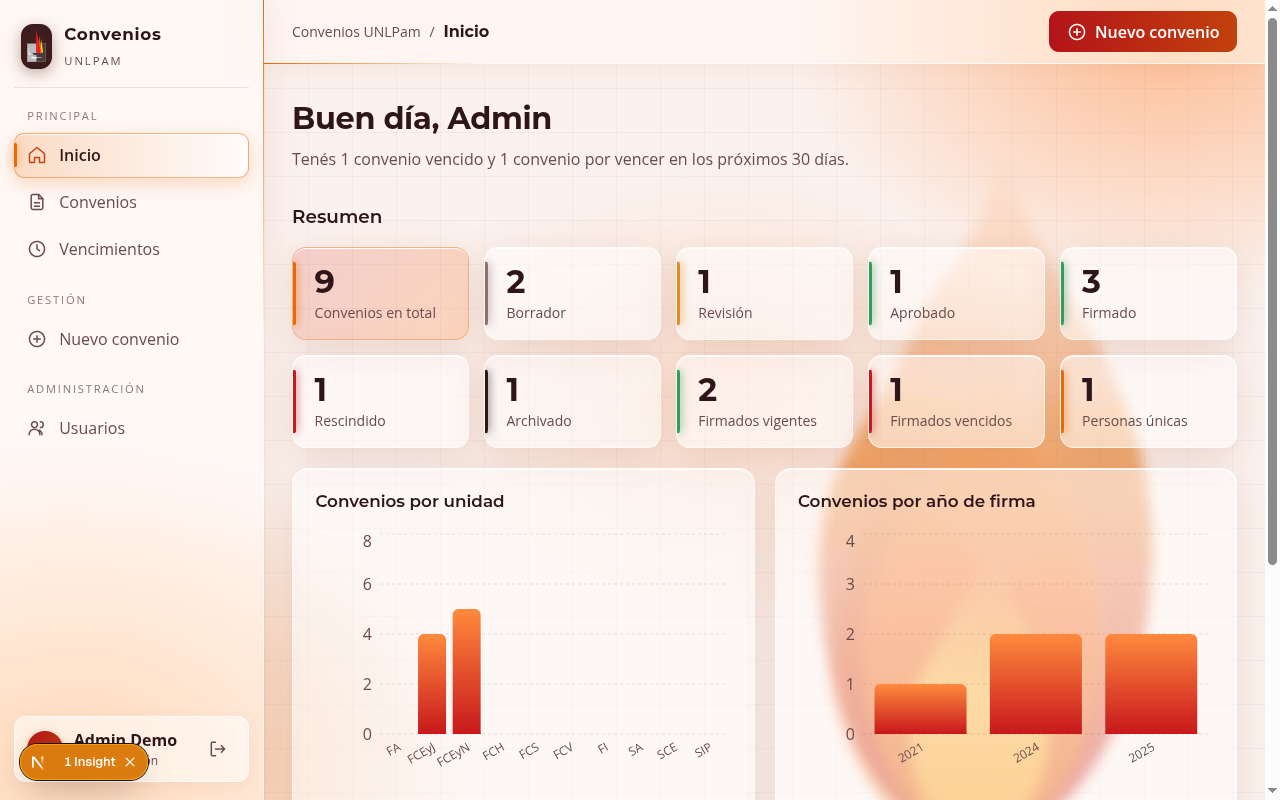 Convenios
UNLPAM
PRINCIPAL
Inicio
Convenios
Vencimientos
GESTIÓN
Nuevo convenio
ADMINISTRACIÓN
Usuarios
Admin Demo
1 Insight
Convenios UNLPam / Inicio
Nuevo convenio
Buen día, Admin
Tenés 1 convenio vencido y 1 convenio por vencer en los próximos 30 días.
Resumen
9
Convenios en total
2
Borrador
1
Revisión
1
Aprobado
3
Firmado
1
Rescindido
1
Archivado
2
Firmados vigentes
1
Firmados vencidos
1
Personas únicas
Convenios por unidad
8
6
4
2
0
FA FCEyJ FCEyN FCH FCS FCV FI SA SCE SIP
Convenios por año de firma
4
3
2
1
0
2021 2024 2025